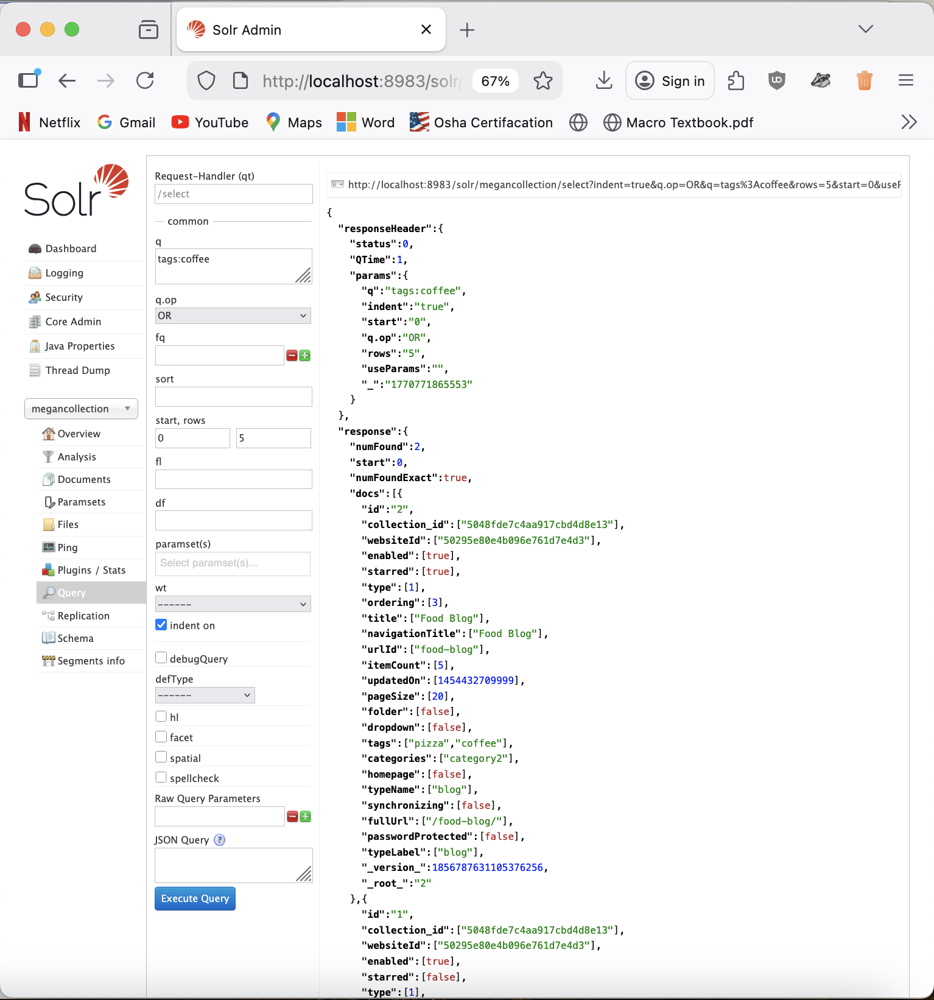 Solr Admin
http://localhost:8983/solr/
67%
Sign in
Netflix
Gmail
YouTube
Maps
Word
Osha Certifacation
Macro Textbook.pdf
Solr
Dashboard
Logging
Security
Core Admin
Java Properties
Thread Dump
megancollection
Overview
Analysis
Documents
Paramsets
Files
Ping
Plugins / Stats
Query
Replication
Schema
Segments info
Request-Handler (qt)
/select
common
q
tags:coffee
q.op
OR
fq
sort
start, rows
0 5
fl
df
paramset(s)
Select paramset(s)...
wt
------
indent on
debugQuery
defType
------
hl
facet
spatial
spellcheck
Raw Query Parameters
JSON Query ?
Execute Query
http://localhost:8983/solr/megancollection/select?indent=true&q.op=OR&q=tags%3Acoffee&rows=5&start=0&useP
{
"responseHeader":{
"status":0,
"QTime":1,
"params":{
"q":"tags:coffee",
"indent":"true",
"start":"0",
"q.op":"OR",
"rows":"5",
"useParams":"",
"_":"1770771865553"
}
},
"response":{
"numFound":2,
"start":0,
"numFoundExact":true,
"docs":[{
"id":"2",
"collection_id":["5048fde7c4aa917cbd4d8e13"],
"websiteId":["50295e80e4b096e761d7e4d3"],
"enabled":[true],
"starred":[true],
"type":[1],
"ordering":[3],
"title":["Food Blog"],
"navigationTitle":["Food Blog"],
"urlId":["food-blog"],
"itemCount":[5],
"updatedOn":[1454432709999],
"pageSize":[20],
"folder":[false],
"dropdown":[false],
"tags":["pizza","coffee"],
"categories":["category2"],
"homepage":[false],
"typeName":["blog"],
"synchronizing":[false],
"fullUrl":["/food-blog/"],
"passwordProtected":[false],
"typeLabel":["blog"],
"_version_":1856787631105376256,
"_root_":"2"
},{
"id":"1",
"collection_id":["5048fde7c4aa917cbd4d8e13"],
"websiteId":["50295e80e4b096e761d7e4d3"],
"enabled":[true],
"starred":[false],
"type":[1],